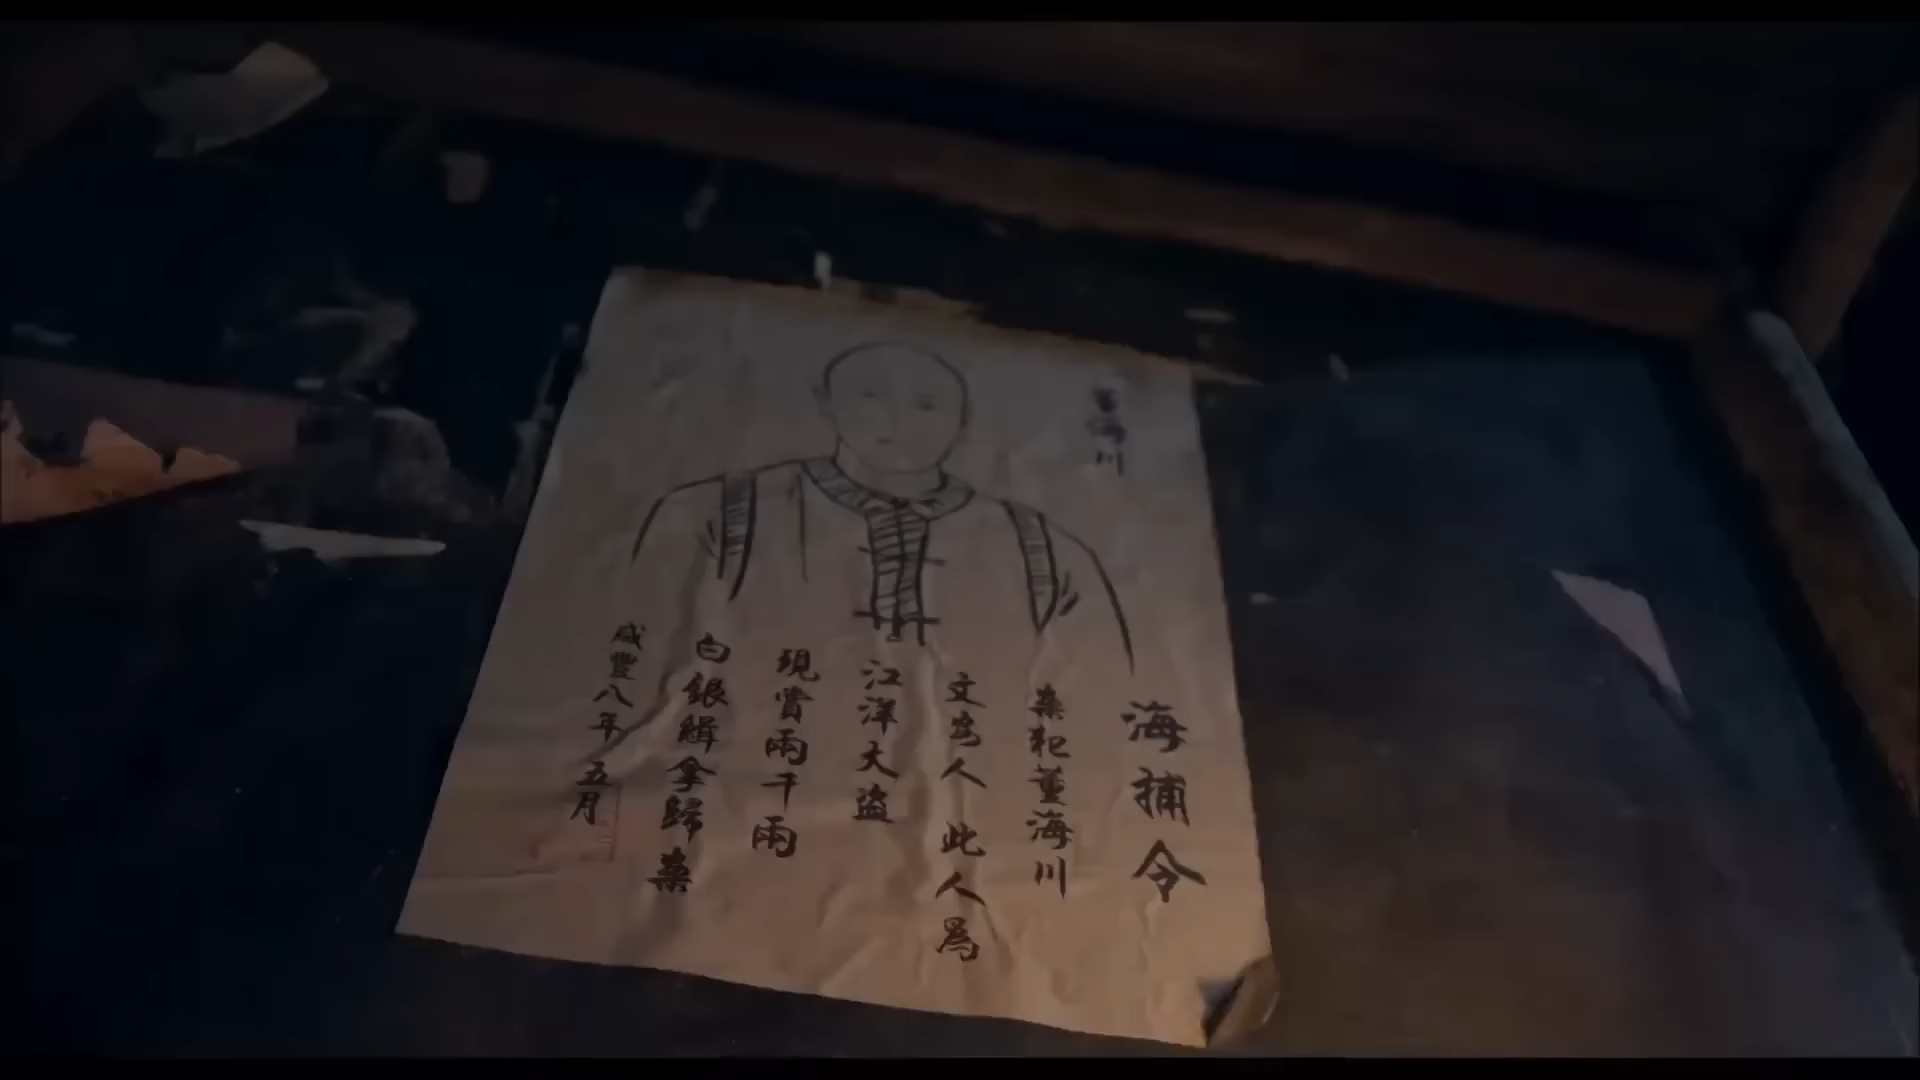 董海川
海捕令
案犯董海川
文安人 此人爲
江洋大盜
現賞兩千兩
白銀緝拿歸案
咸豐八年 五月